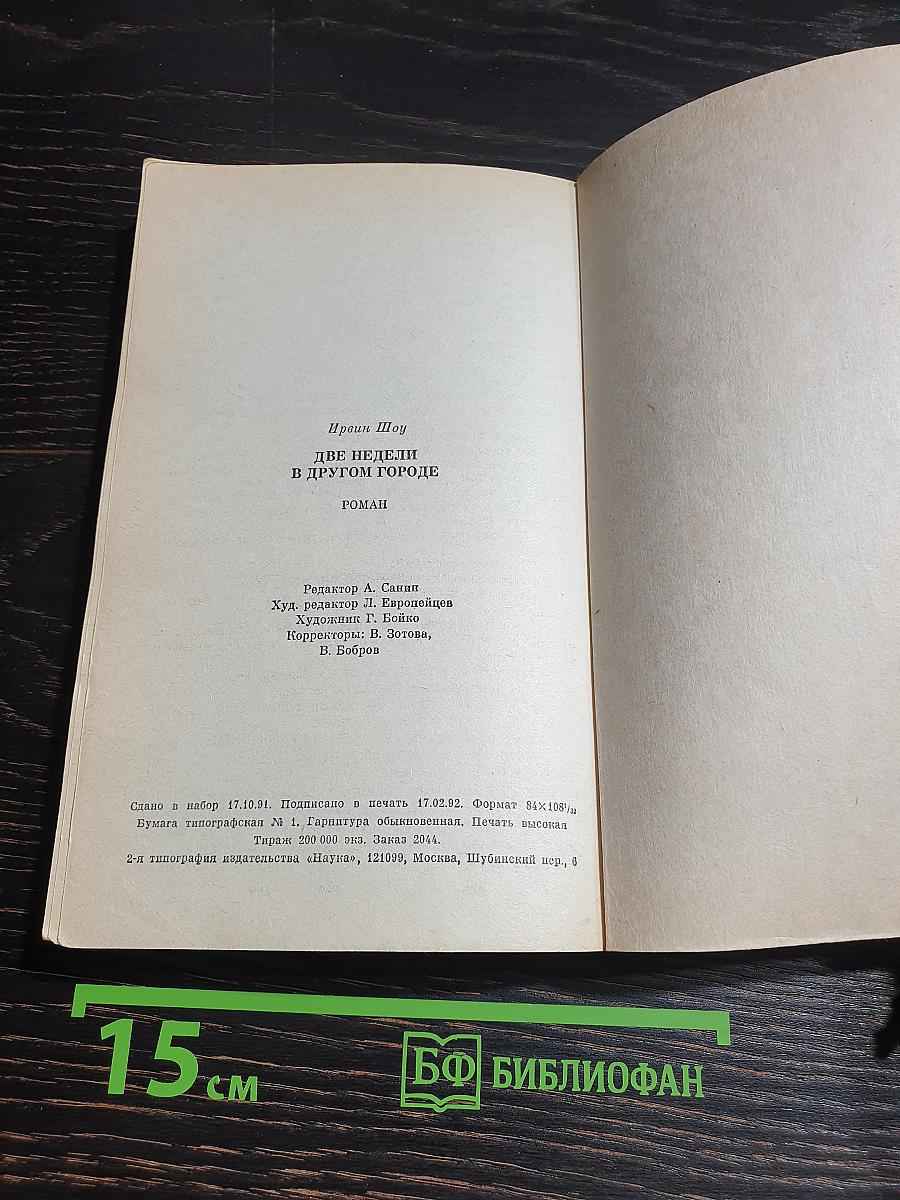 Ирвин Шоу
ДВЕ НЕДЕЛИ
В ДРУГОМ ГОРОДЕ
РОМАН
Редактор А. Санин
Худ. редактор Л. Европейцев
Художник Г. Бойко
Корректоры: В. Зотова,
В. Бобров
Сдано в набор 17.10.91. Подписано в печать 17.02.92. Формат 84×108¹/₃₂
Бумага типографская № 1. Гарнитура обыкновенная. Печать высокая
Тираж 200 000 экз. Заказ 2044.
2-я типография издательства «Наука», 121099, Москва, Шубинский пер., 6
15 см
БФ БИБЛИОФАН